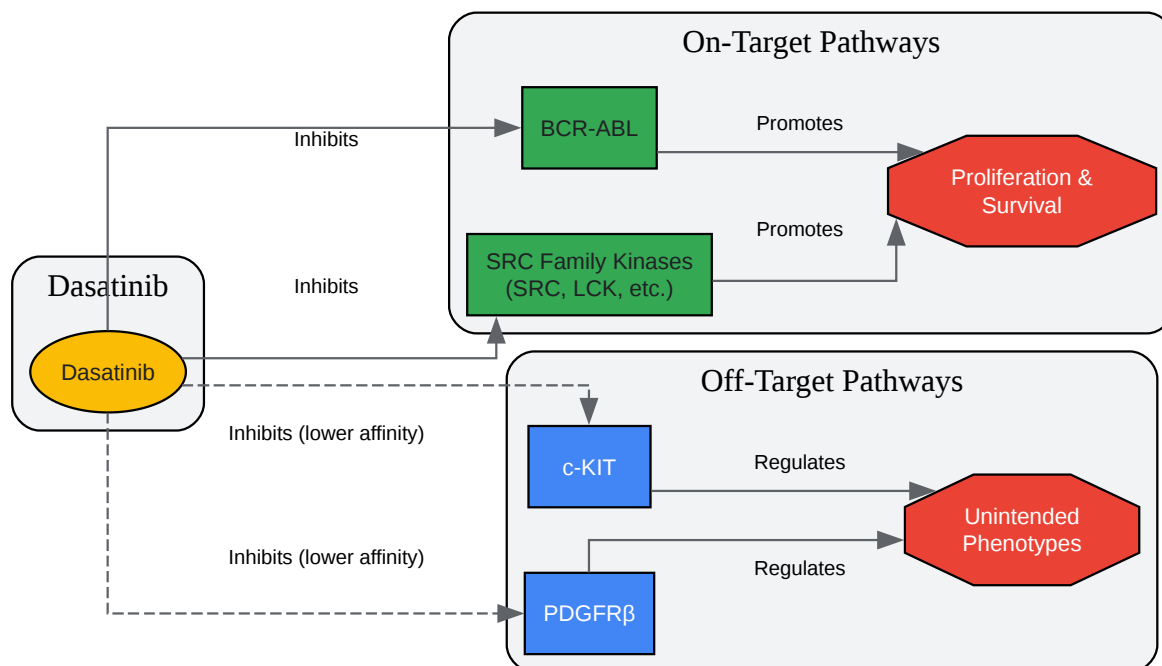 On-Target Pathways
Inhibits
BCR-ABL
Promotes
Proliferation &
Survival
Promotes
SRC Family Kinases
(SRC, LCK, etc.)
Inhibits
Dasatinib
Dasatinib
Off-Target Pathways
Inhibits (lower affinity)
c-KIT
Regulates
Unintended
Phenotypes
Inhibits (lower affinity)
Regulates
PDGFRβ